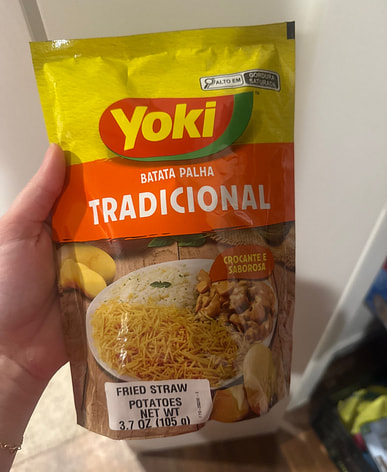 ALTO EM
GORDURA
SATURADA
Yoki
BATATA PALHA
TRADICIONAL
CROCANTE E
SABOROSA
FRIED STRAW
POTATOES
NET WT
3.7 OZ (105 g)